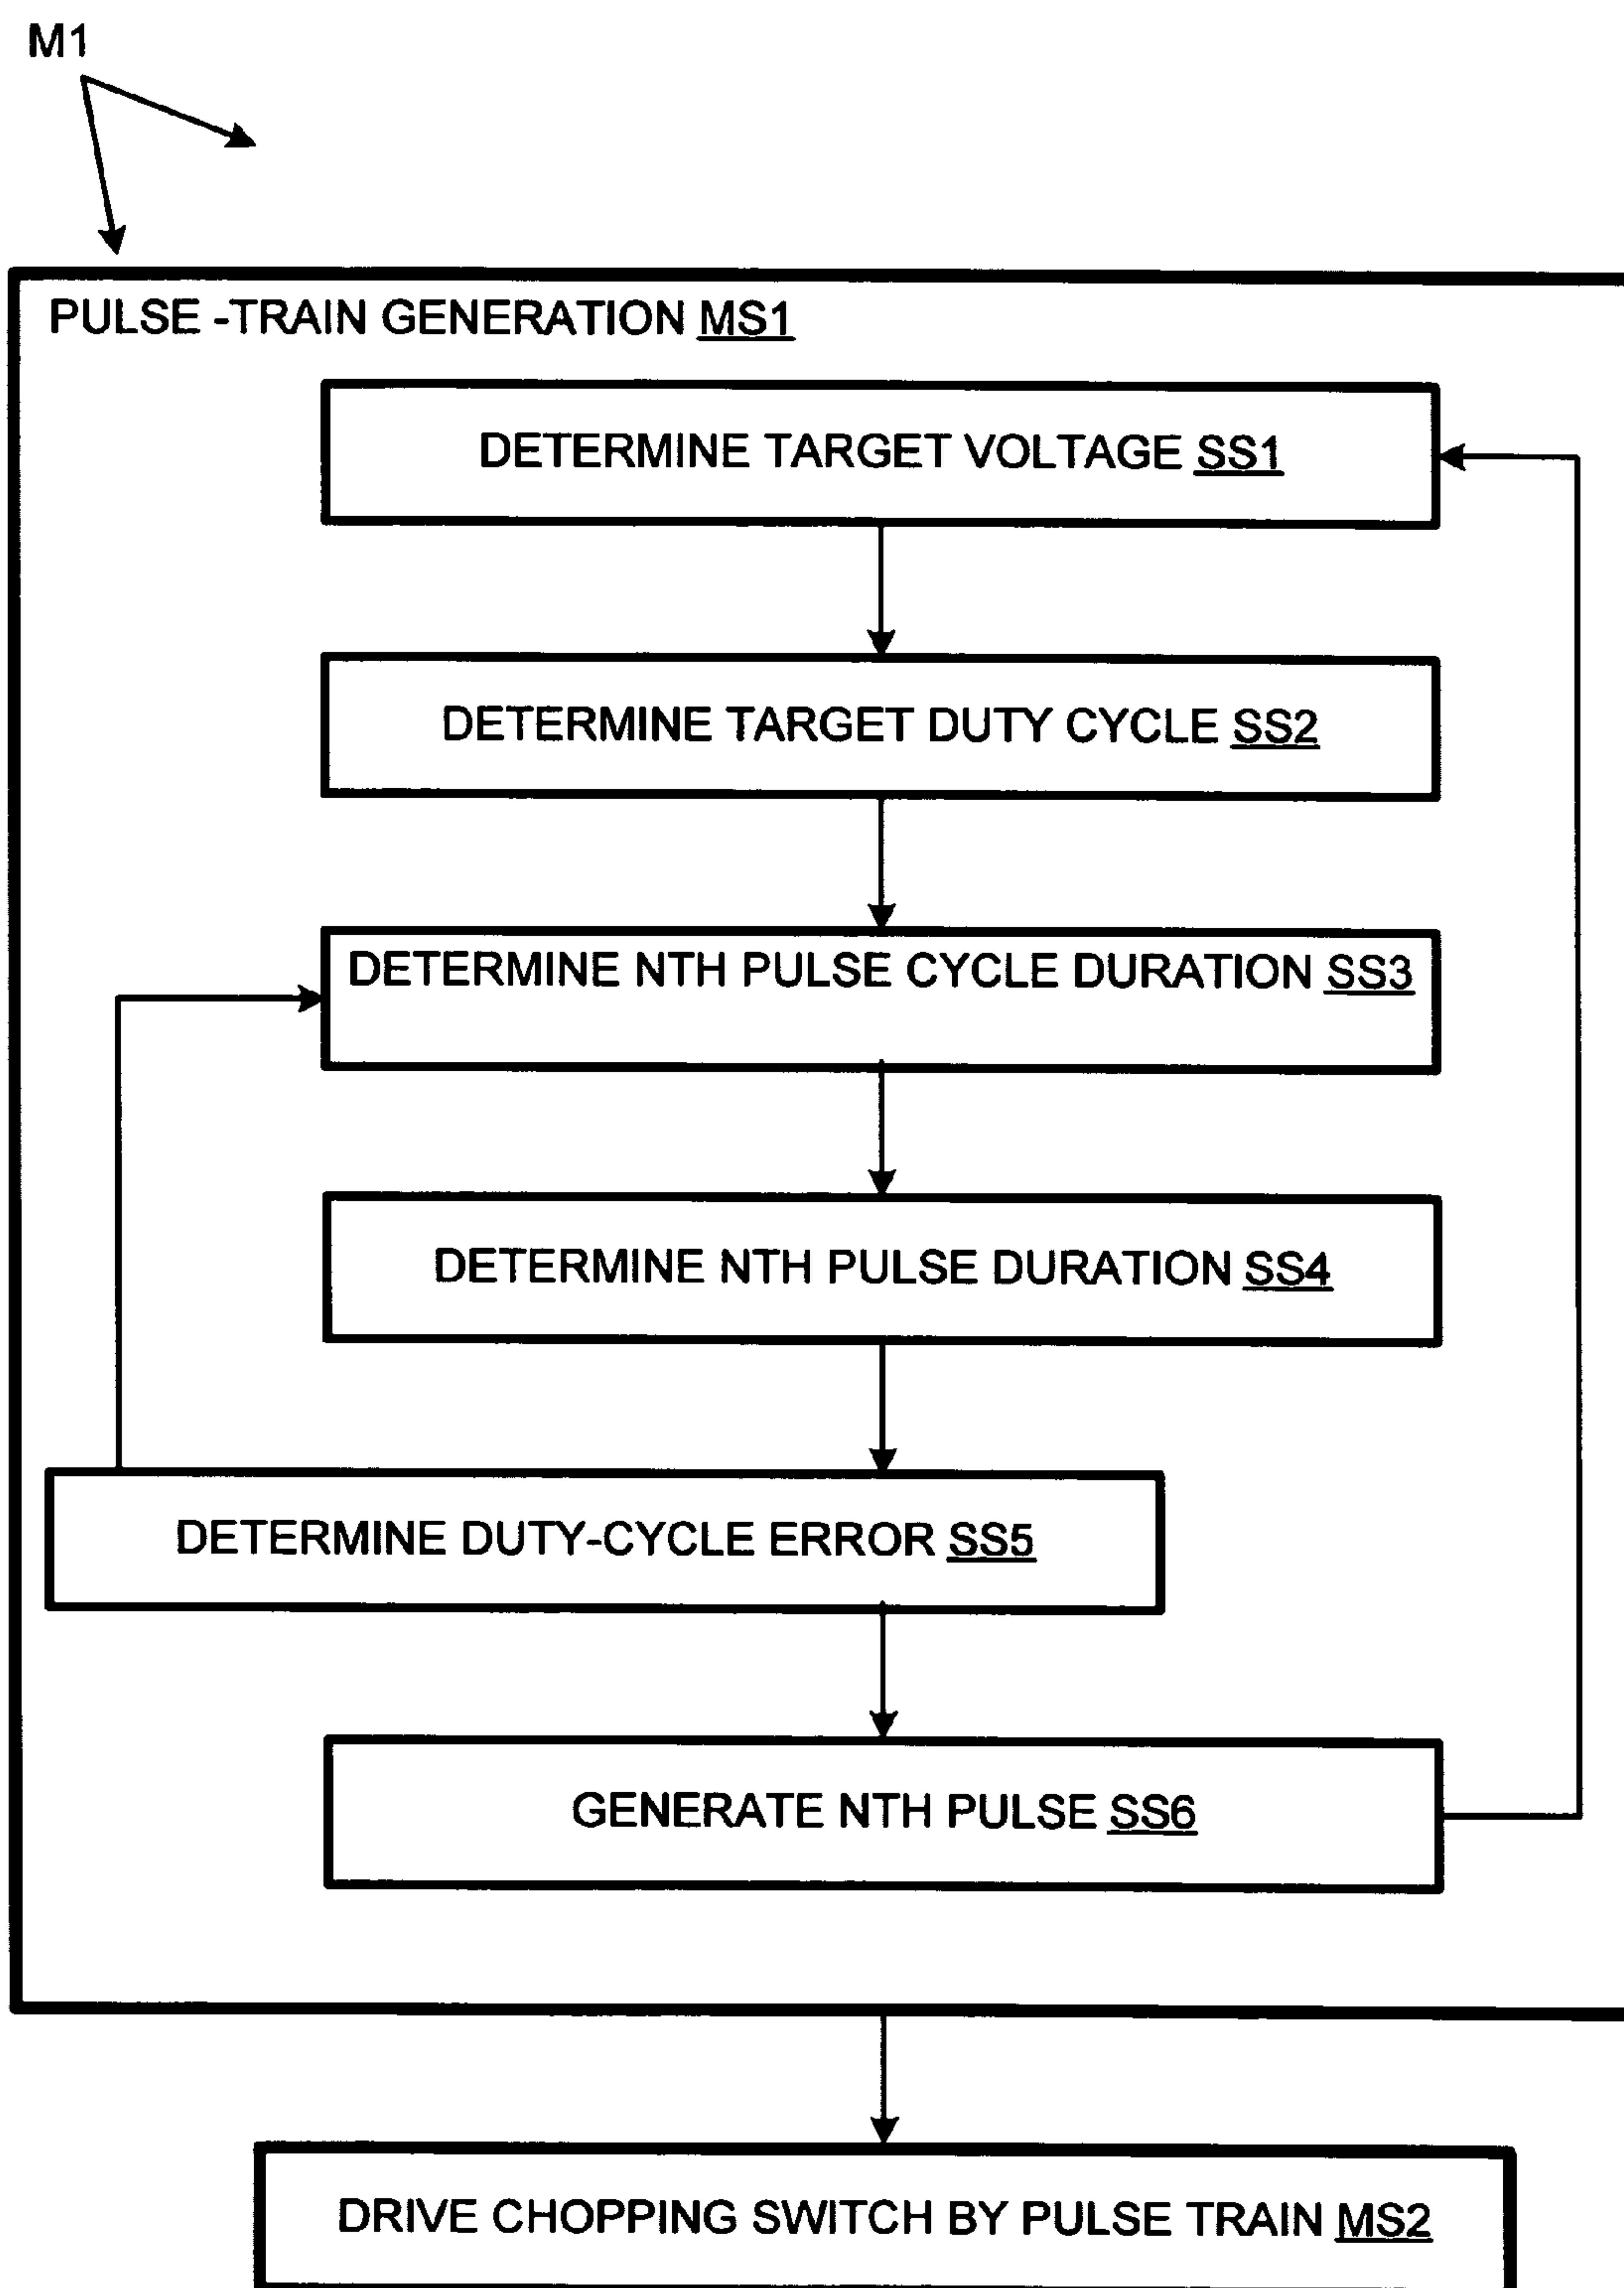 M1
PULSE -TRAIN GENERATION MS1
DETERMINE TARGET VOLTAGE SS1
DETERMINE TARGET DUTY CYCLE SS2
DETERMINE NTH PULSE CYCLE DURATION SS3
DETERMINE NTH PULSE DURATION SS4
DETERMINE DUTY-CYCLE ERROR SS5
GENERATE NTH PULSE SS6
DRIVE CHOPPING SWITCH BY PULSE TRAIN MS2